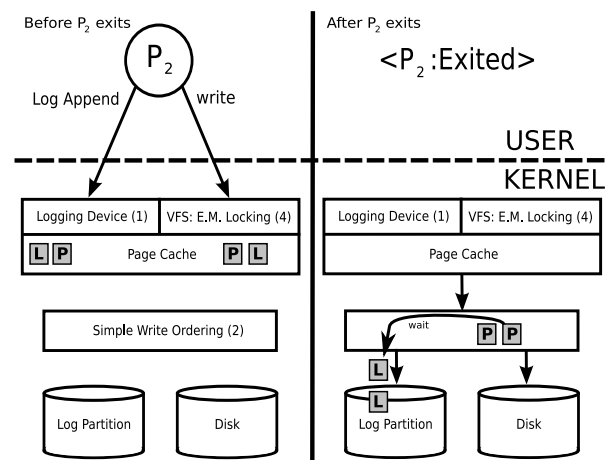 Before P2 exits
P2
Log Append
write
Logging Device (1)
VFS: E.M. Locking (4)
L P
Page Cache
P L
Simple Write Ordering (2)
Log Partition
Disk
After P2 exits
<P2 :Exited>
USER
KERNEL
Logging Device (1)
VFS: E.M. Locking (4)
Page Cache
wait
P P
L
L
Log Partition
Disk